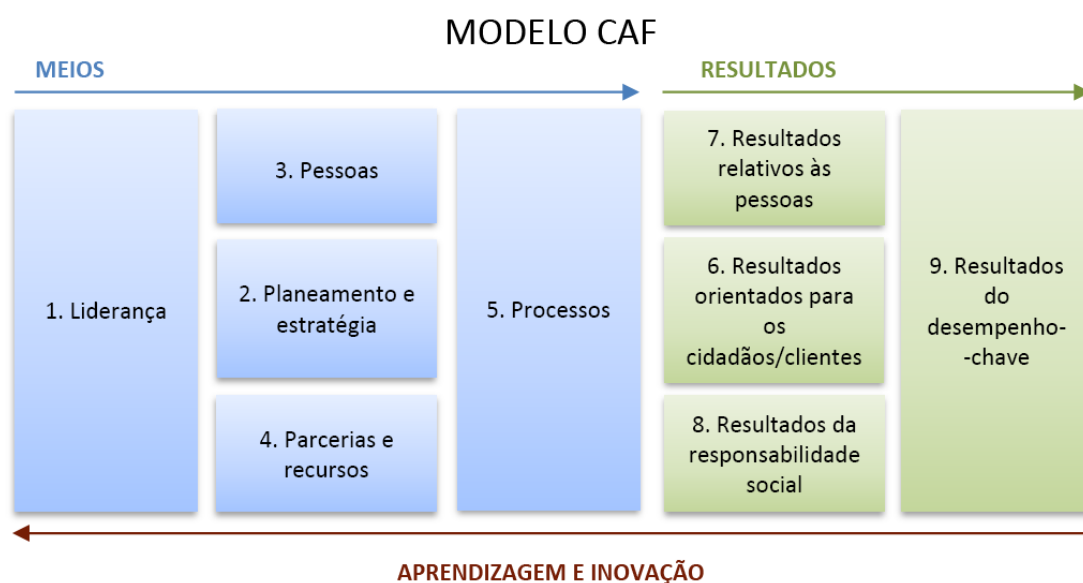 MODELO CAF
MEIOS
RESULTADOS
1. Liderança
3. Pessoas
2. Planeamento e
estratégia
4. Parcerias e
recursos
5. Processos
7. Resultados
relativos às
pessoas
6. Resultados
orientados para
os
cidadãos/clientes
8. Resultados da
responsabilidade
social
9. Resultados
do
desempenho-
-chave
APRENDIZAGEM E INOVAÇÃO